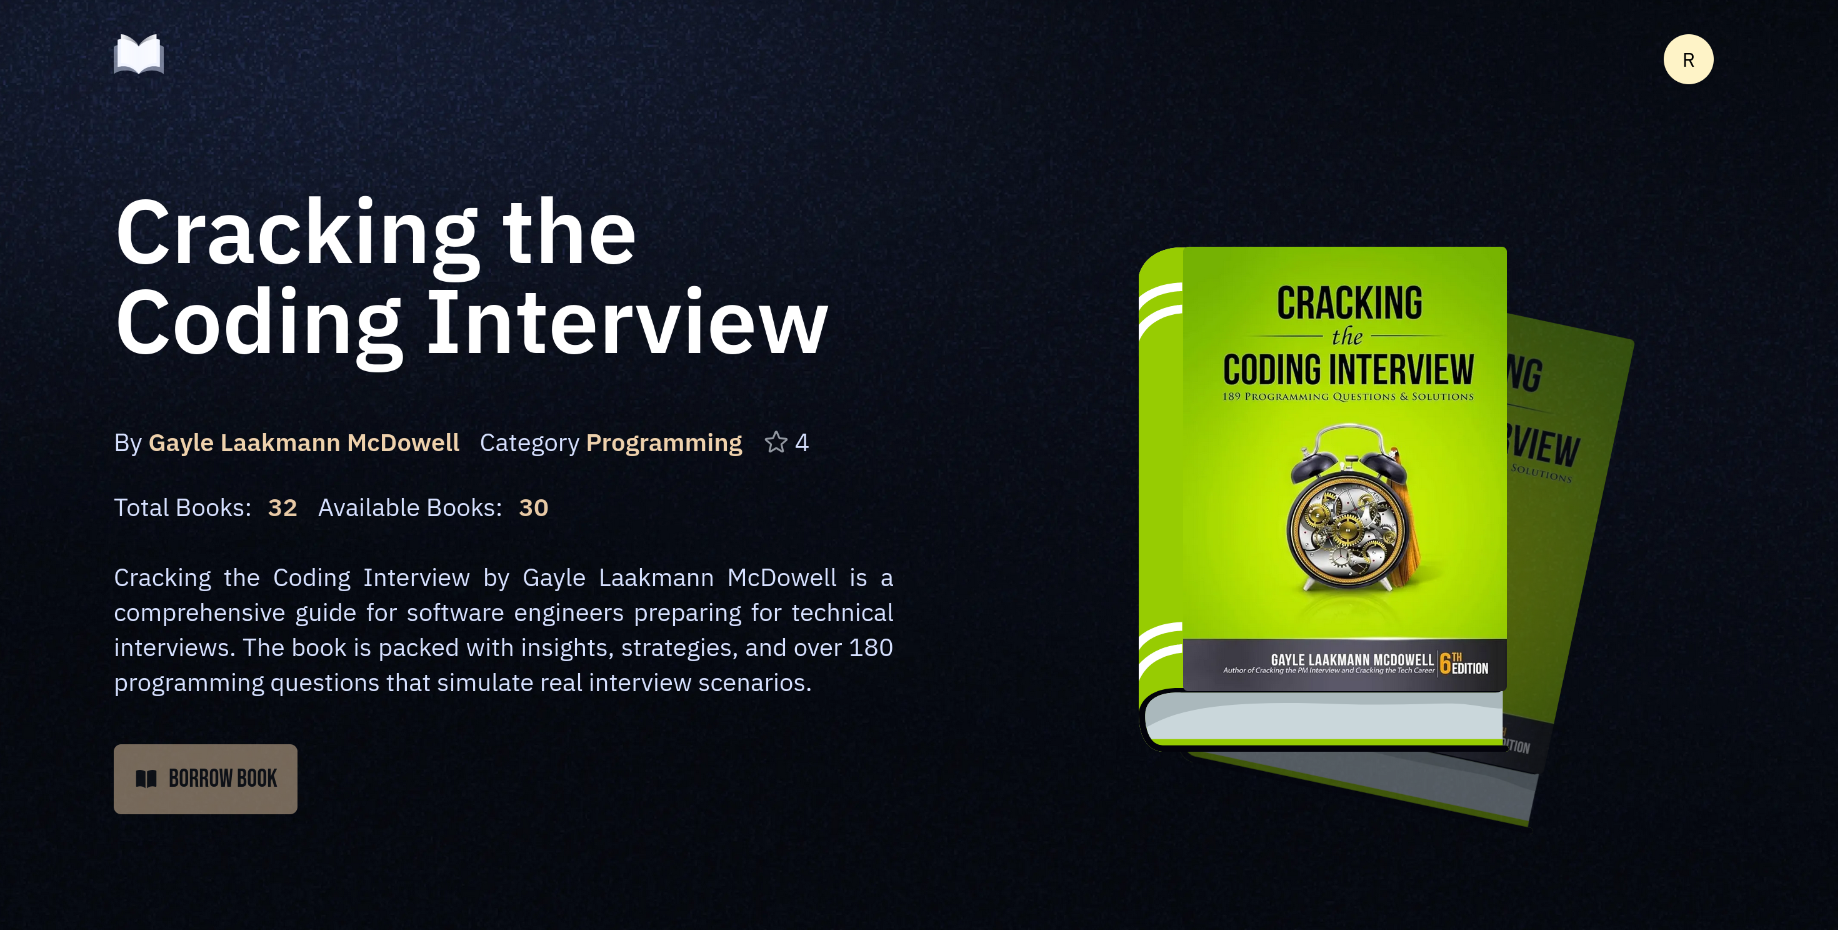 R
Cracking the
Coding Interview
By Gayle Laakmann McDowell Category Programming 4
Total Books: 32 Available Books: 30
Cracking the Coding Interview by Gayle Laakmann McDowell is a
comprehensive guide for software engineers preparing for technical
interviews. The book is packed with insights, strategies, and over 180
programming questions that simulate real interview scenarios.
BORROW BOOK
CRACKING
the
CODING INTERVIEW
189 PROGRAMMING QUESTIONS & SOLUTIONS
GAYLE LAAKMANN MCDOWELL
Author of Cracking the PM Interview and Cracking the Tech Career
6TH
EDITION
NG
RVIEW
SOLUTIONS
DITION